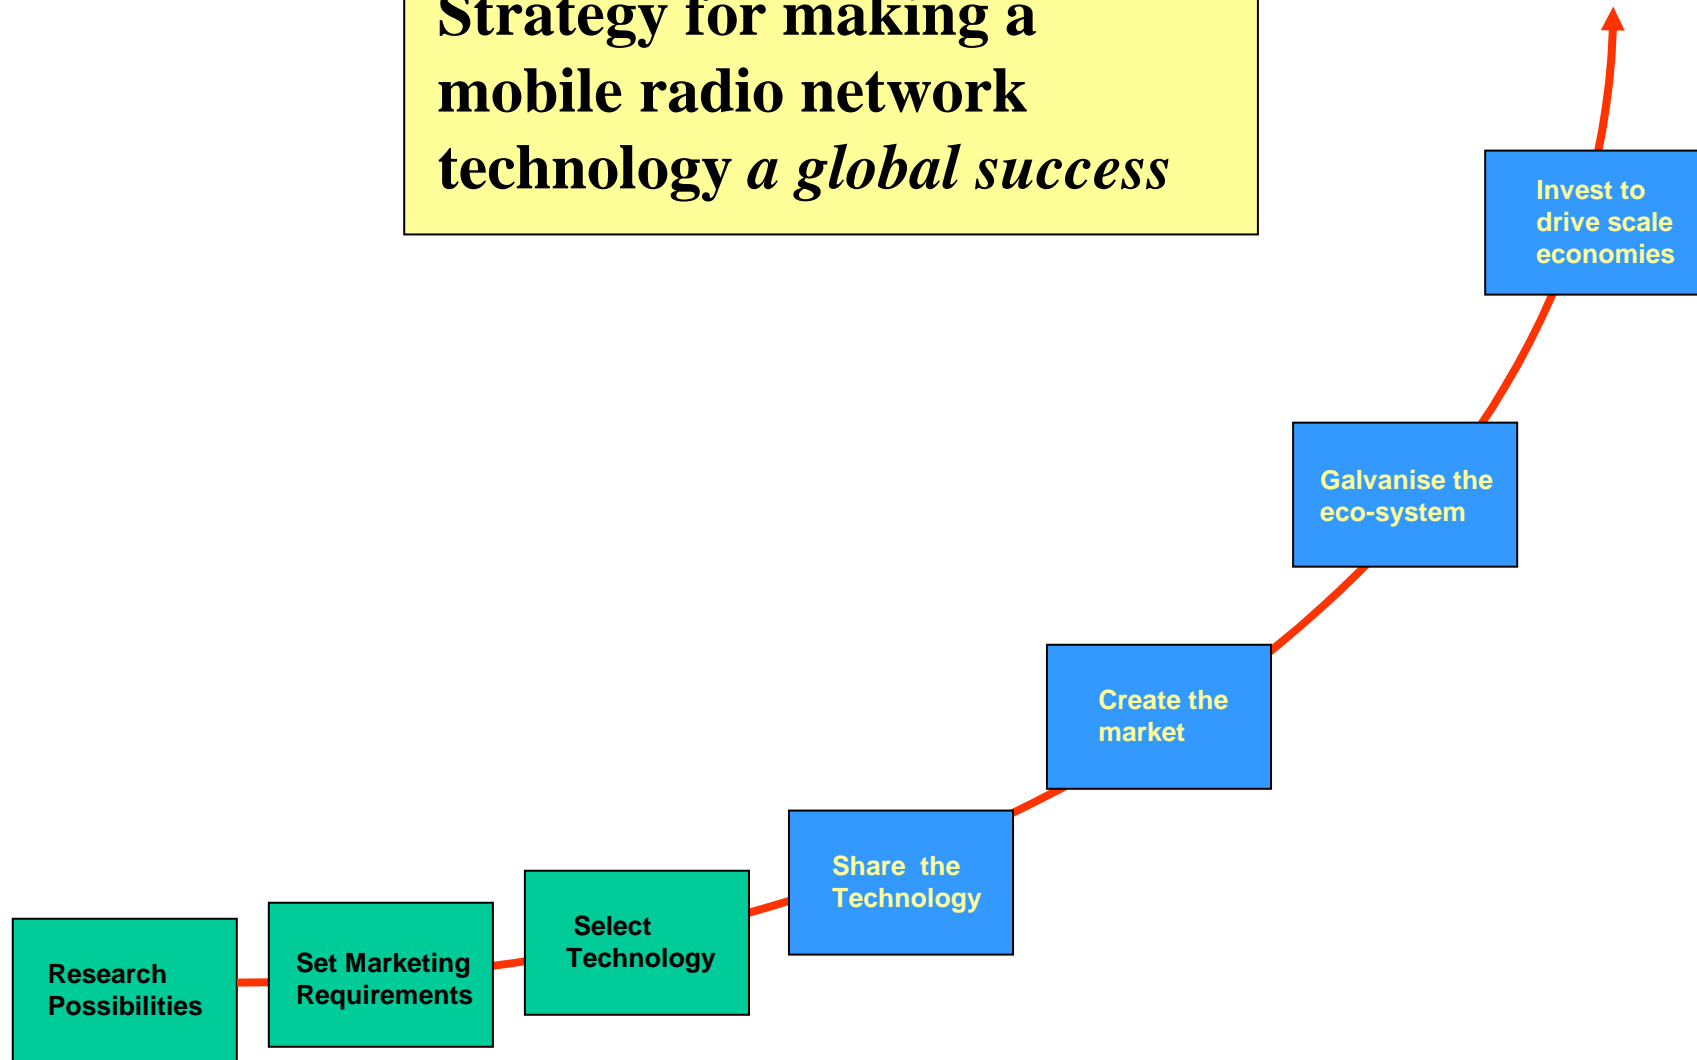 Strategy for making a
mobile radio network
technology a global success
Invest to
drive scale
economies
Galvanise the
eco-system
Create the
market
Share the
Technology
Select
Technology
Set Marketing
Requirements
Research
Possibilities